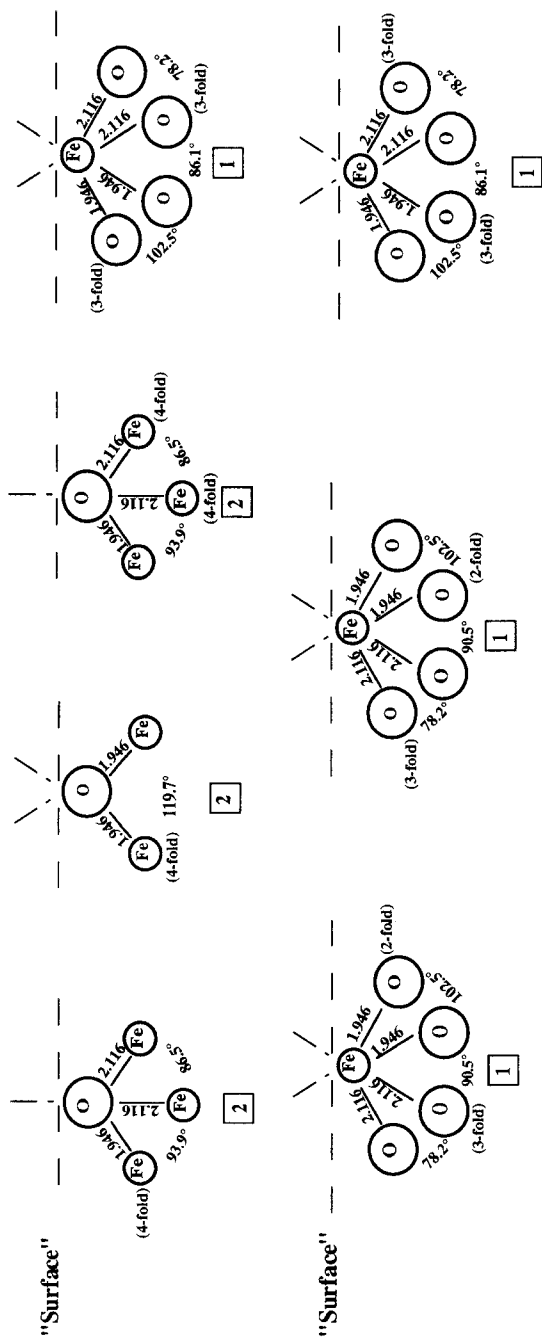 "Surface"
O
1.946
2.116
2.116
Fe
Fe
Fe
(4-fold)
93.9°
86.5°
2
O
1.946
1.946
Fe
Fe
(4-fold)
119.7°
2
O
1.946
2.116
2.116
Fe
Fe
Fe
(4-fold)
(4-fold)
93.9°
86.5°
2
Fe
(3-fold)
1.946
1.946
2.116
2.116
O
O
O
O
(3-fold)
102.5°
86.1°
78.2°
1
"Surface"
Fe
2.116
2.116
1.946
1.946
O
O
O
O
(2-fold)
(3-fold)
78.2°
90.5°
102.5°
1
Fe
2.116
2.116
1.946
1.946
O
O
O
O
(3-fold)
(2-fold)
78.2°
90.5°
102.5°
1
Fe
(3-fold)
1.946
1.946
2.116
2.116
O
O
O
O
(3-fold)
102.5°
86.1°
78.2°
1